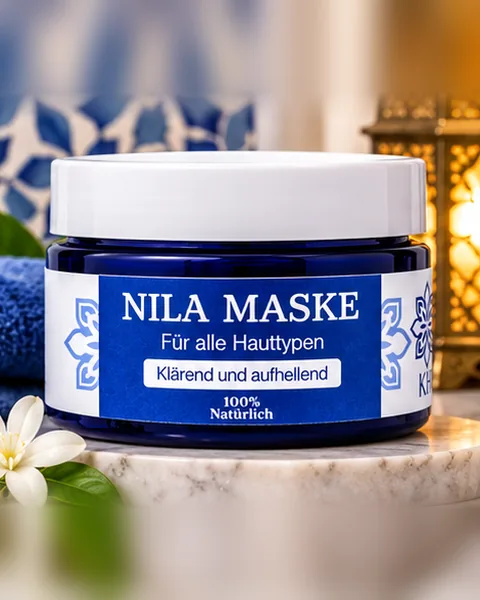 NILA MASKE
Für alle Hauttypen
Klärend und aufhellend
100%
Natürlich